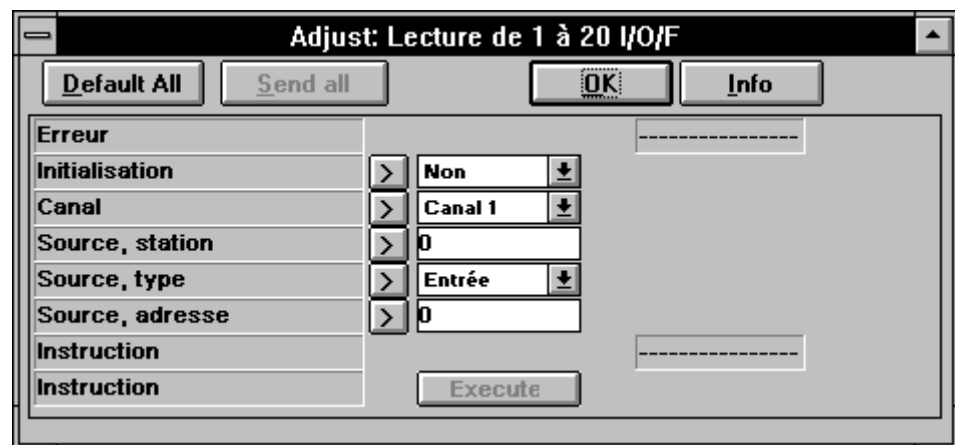 Adjust: Lecture de 1 à 20 I/O/F
Default All Send all OK Info
Erreur ---------------
Initialisation > Non
Canal > Canal 1
Source, station > 0
Source, type > Entrée
Source, adresse > 0
Instruction ---------------
Instruction Execute